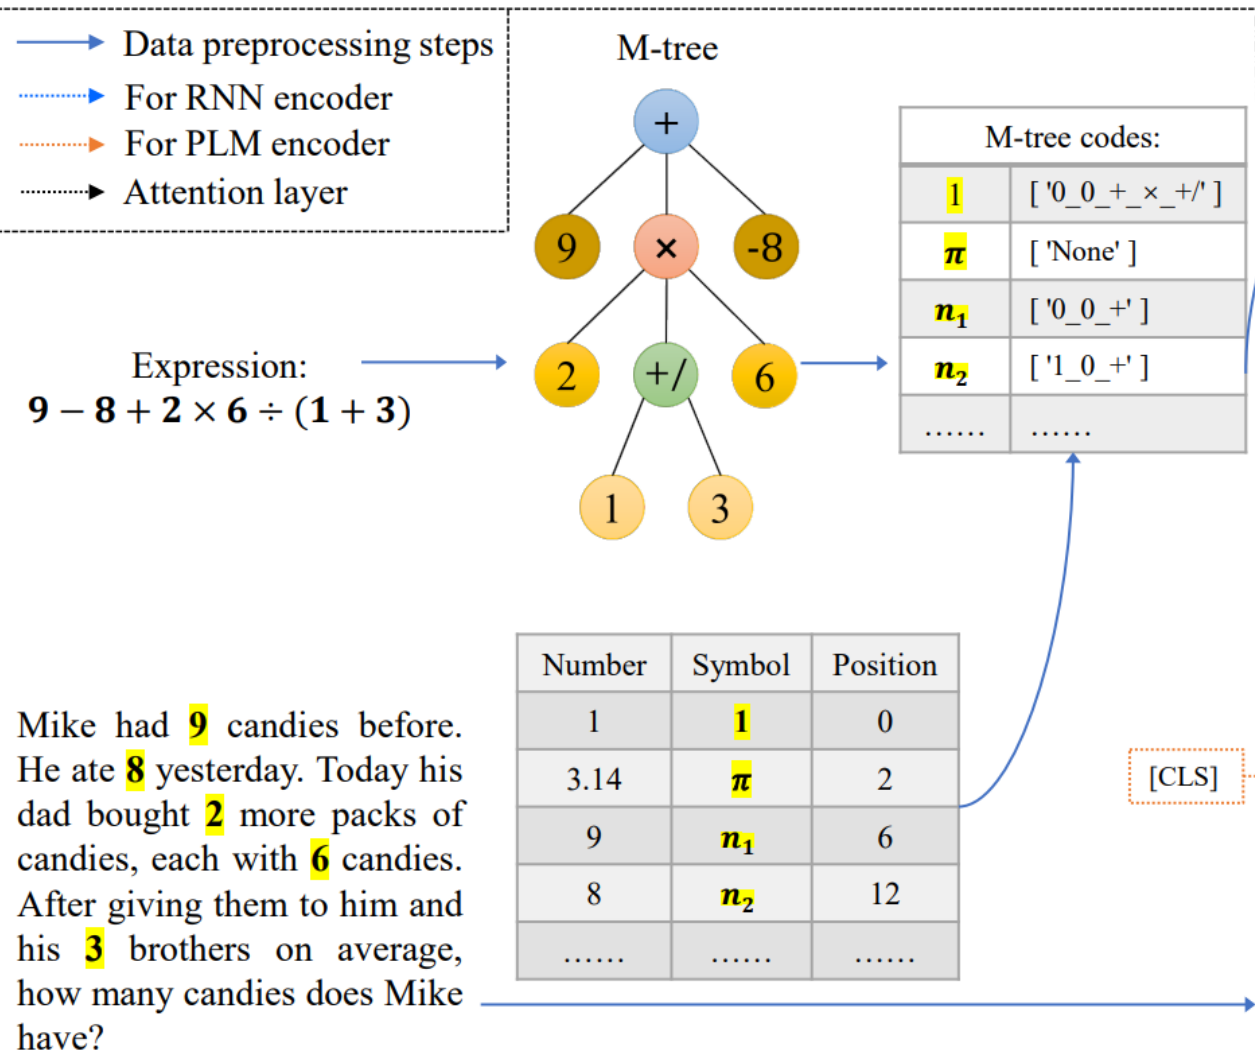 Data preprocessing steps
For RNN encoder
For PLM encoder
Attention layer
M-tree
+
9
×
-8
2
+/
6
1
3
Expression:
9 − 8 + 2 × 6 ÷ (1 + 3)
M-tree codes:
1 [ '0_0_+_×_+/' ]
π [ 'None' ]
n₁ [ '0_0_+' ]
n₂ [ '1_0_+' ]
...... ......
Mike had 9 candies before.
He ate 8 yesterday. Today his
dad bought 2 more packs of
candies, each with 6 candies.
After giving them to him and
his 3 brothers on average,
how many candies does Mike
have?
Number Symbol Position
1 1 0
3.14 π 2
9 n₁ 6
8 n₂ 12
...... ...... ......
[CLS]